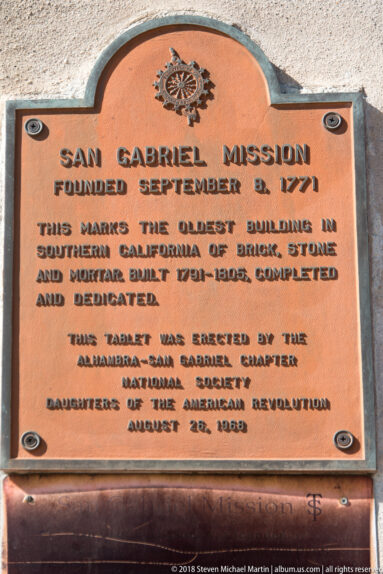 SAN GABRIEL MISSION
FOUNDED SEPTEMBER 8, 1771
THIS MARKS THE OLDEST BUILDING IN
SOUTHERN CALIFORNIA OF BRICK, STONE
AND MORTAR. BUILT 1791-1805, COMPLETED
AND DEDICATED.
THIS TABLET WAS ERECTED BY THE
ALHAMBRA-SAN GABRIEL CHAPTER
NATIONAL SOCIETY
DAUGHTERS OF THE AMERICAN REVOLUTION
AUGUST 26, 1968
Mission
© 2018 Steven Michael Martin | album.us.com | all rights reserved